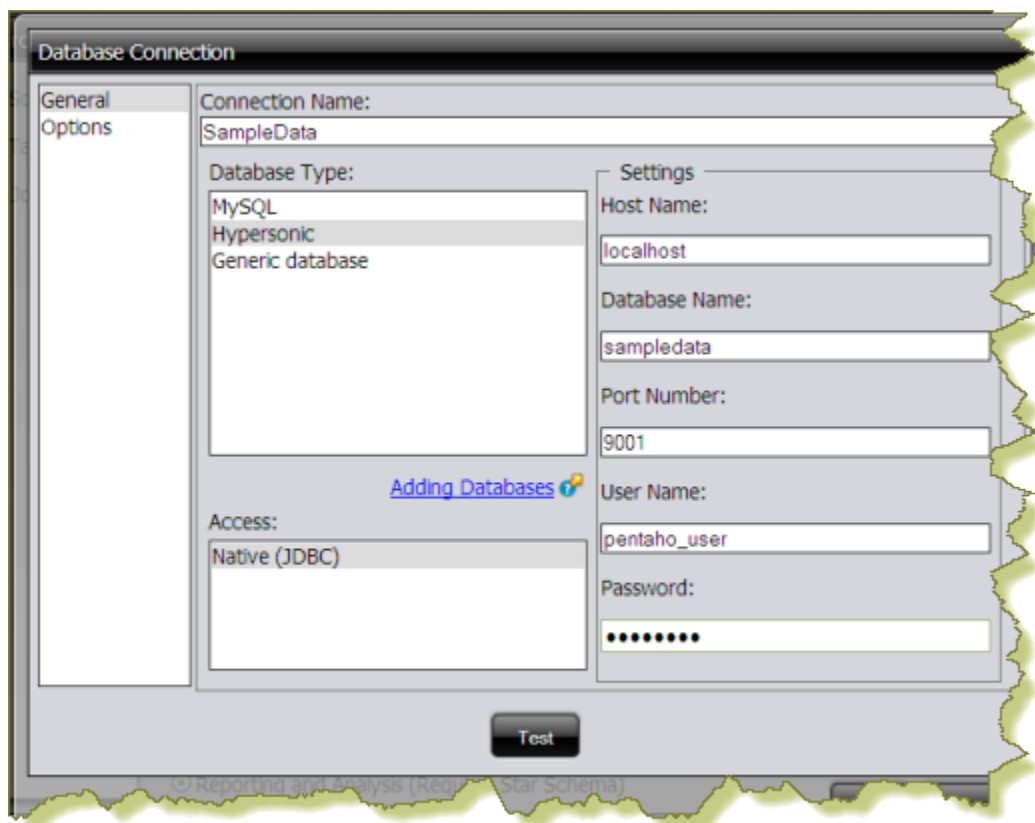 Database Connection
General
Options
Connection Name:
SampleData
Database Type:
MySQL
Hypersonic
Generic database
Adding Databases
Access:
Native (JDBC)
Settings
Host Name:
localhost
Database Name:
sampledata
Port Number:
9001
User Name:
pentaho_user
Password:
••••••••
Test
Reporting and Analysis (Requ Star Schema)